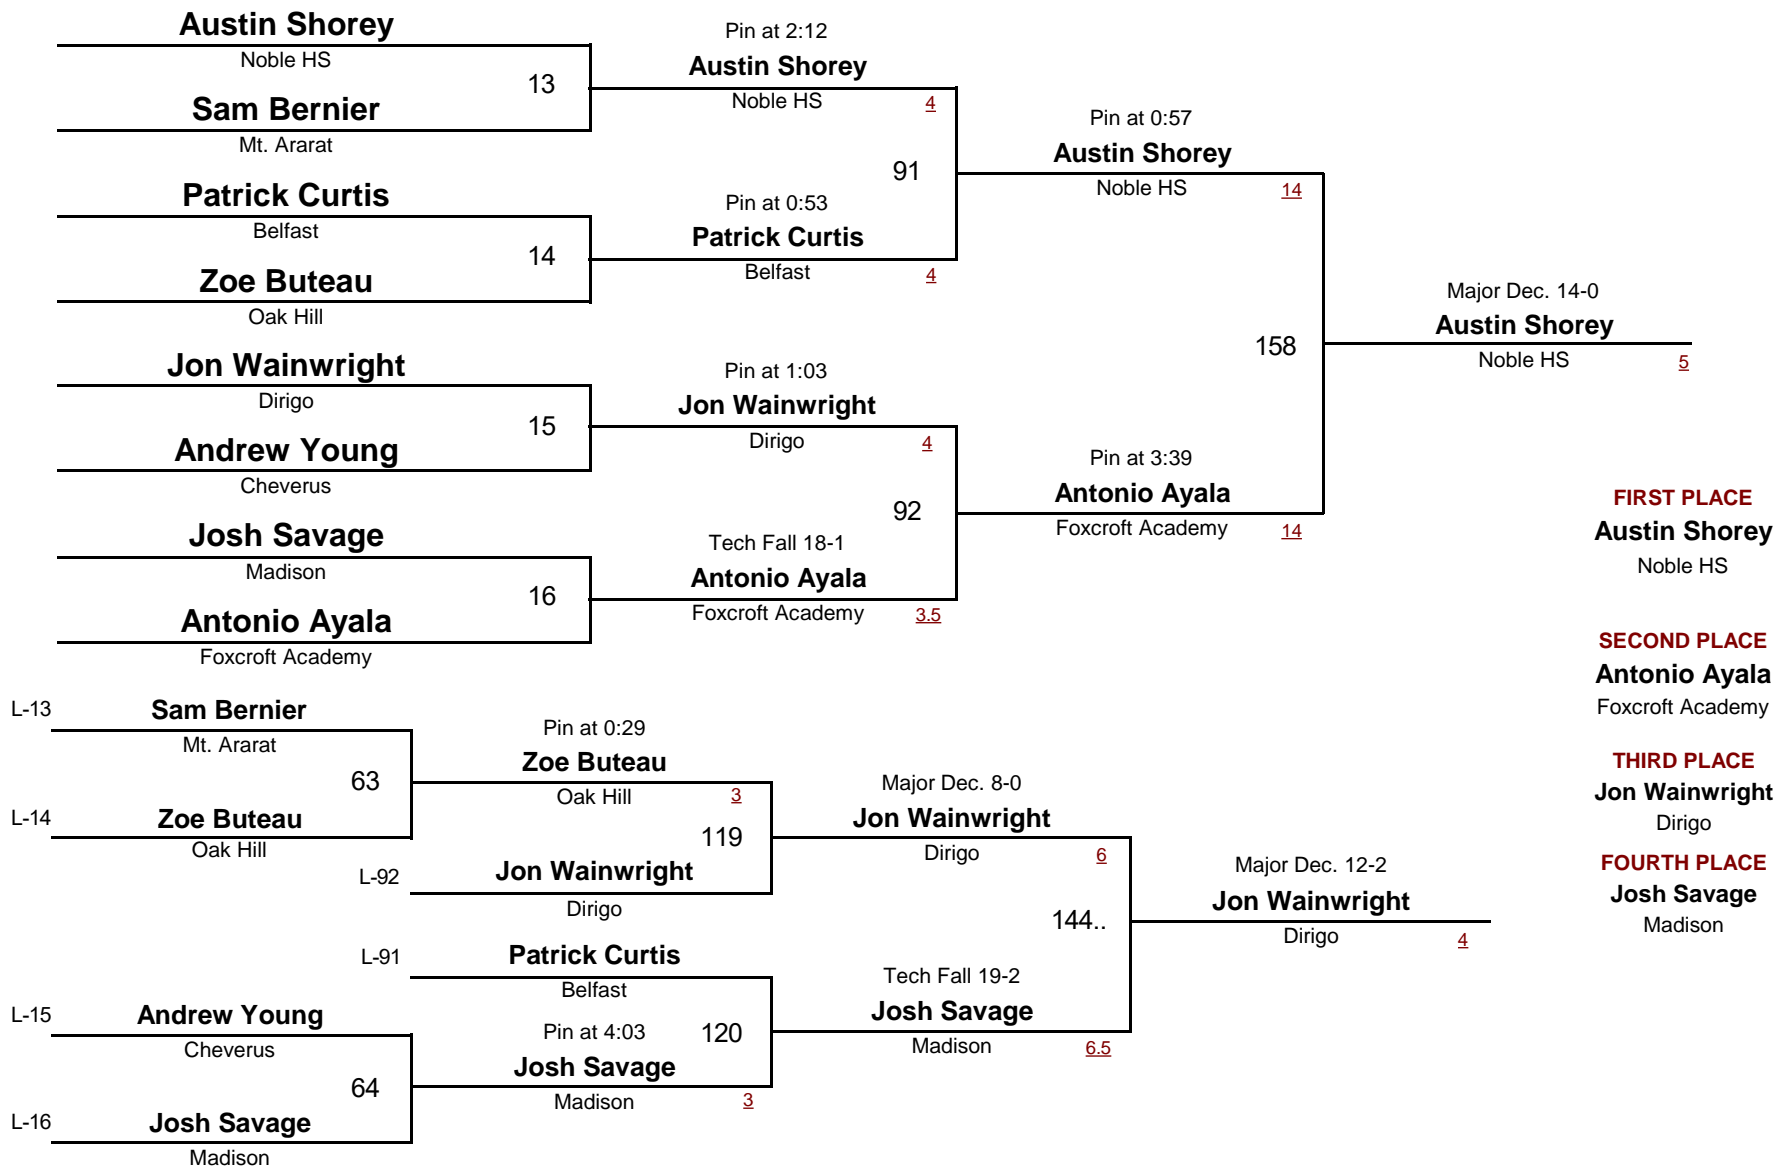 Austin Shorey
Noble HS
13
Sam Bernier
Mt. Ararat
Patrick Curtis
Belfast
14
Zoe Buteau
Oak Hill
Jon Wainwright
Dirigo
15
Andrew Young
Cheverus
Josh Savage
Madison
16
Antonio Ayala
Foxcroft Academy
Pin at 2:12
Austin Shorey
Noble HS
4
91
Pin at 0:53
Patrick Curtis
Belfast
4
Pin at 1:03
Jon Wainwright
Dirigo
4
92
Tech Fall 18-1
Antonio Ayala
Foxcroft Academy
3.5
Pin at 0:57
Austin Shorey
Noble HS
14
158
Pin at 3:39
Antonio Ayala
Foxcroft Academy
14
Major Dec. 14-0
Austin Shorey
Noble HS
5
FIRST PLACE
Austin Shorey
Noble HS
SECOND PLACE
Antonio Ayala
Foxcroft Academy
THIRD PLACE
Jon Wainwright
Dirigo
FOURTH PLACE
Josh Savage
Madison
L-13
Sam Bernier
Mt. Ararat
63
L-14
Zoe Buteau
Oak Hill
Pin at 0:29
Zoe Buteau
Oak Hill
3
119
L-92
Jon Wainwright
Dirigo
L-91
Patrick Curtis
Belfast
L-15
Andrew Young
Cheverus
64
L-16
Josh Savage
Madison
Pin at 4:03
120
Josh Savage
Madison
3
Major Dec. 8-0
Jon Wainwright
Dirigo
6
144..
Tech Fall 19-2
Josh Savage
Madison
6.5
Major Dec. 12-2
Jon Wainwright
Dirigo
4